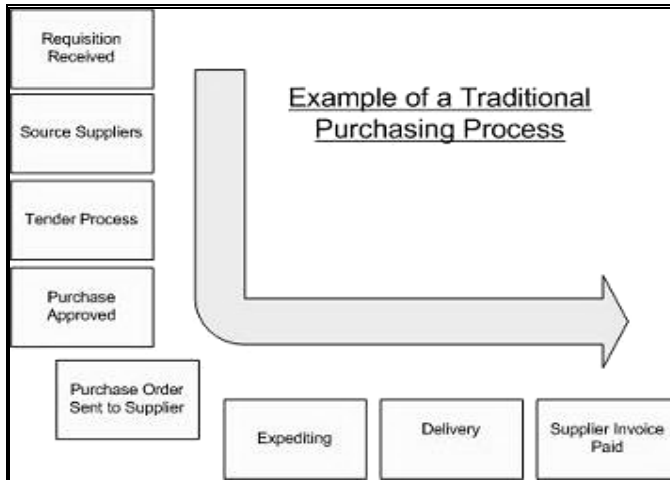 Requisition
Received
Example of a Traditional
Purchasing Process
Source Suppliers
Tender Process
Purchase
Approved
Purchase Order
Sent to Supplier
Expediting
Delivery
Supplier Invoice
Paid